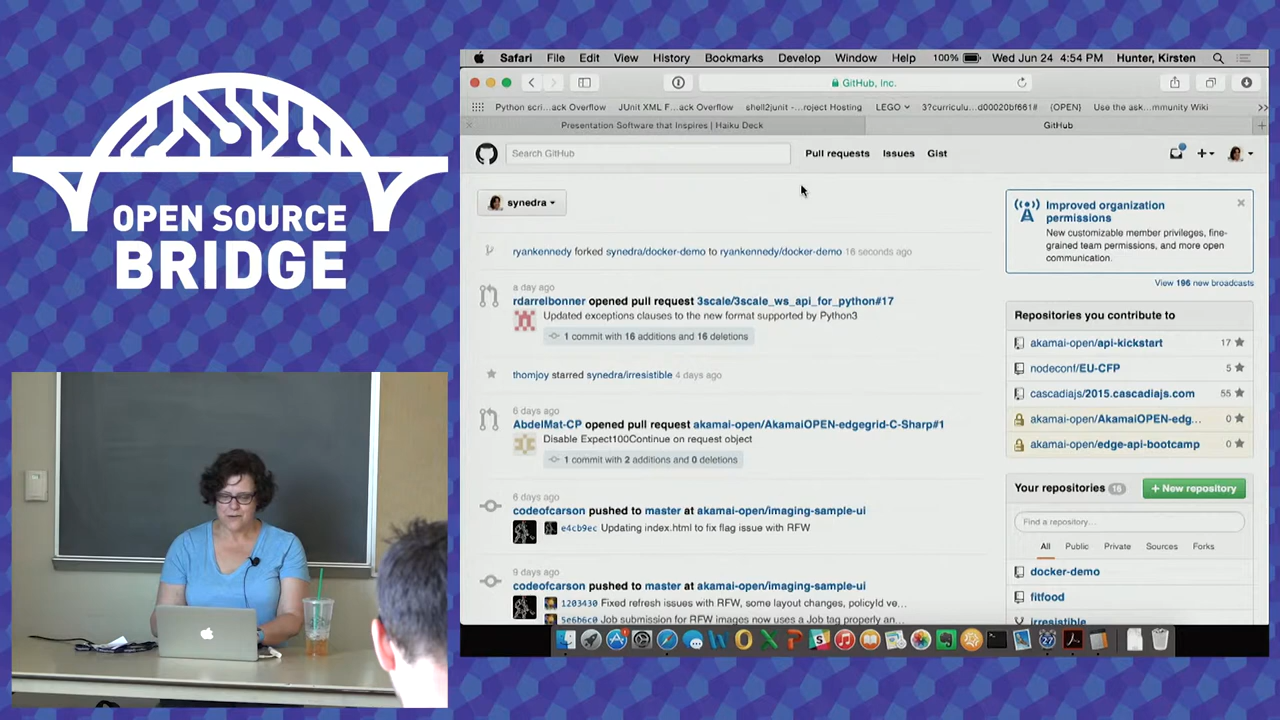 OPEN SOURCE
BRIDGE
Safari File Edit View History Bookmarks Develop Window Help 100% Wed Jun 24 4:54 PM Hunter, Kirsten
GitHub, Inc.
Python scri...ack Overflow JUnit XML F...ack Overflow shell2junit -...roject Hosting LEGO 3?curriculu...d00020bf661# {OPEN} Use the ask...mmunity Wiki >>
Presentation Software that Inspires | Haiku Deck GitHub +
Search GitHub Pull requests Issues Gist
synedra
ryankennedy forked synedra/docker-demo to ryankennedy/docker-demo 16 seconds ago
a day ago
rdarrelbonner opened pull request 3scale/3scale_ws_api_for_python#17
Updated exceptions clauses to the new format supported by Python3
1 commit with 16 additions and 16 deletions
thomjoy starred synedra/irresistible 4 days ago
6 days ago
AbdelMat-CP opened pull request akamai-open/AkamaiOPEN-edgegrid-C-Sharp#1
Disable Expect100Continue on request object
1 commit with 2 additions and 0 deletions
6 days ago
codeofcarson pushed to master at akamai-open/imaging-sample-ui
e4cb9ec Updating index.html to fix flag issue with RFW
9 days ago
codeofcarson pushed to master at akamai-open/imaging-sample-ui
1203430 Fixed refresh issues with RFW, some layout changes, policyId ve...
5e6b6c0 Job submission for RFW images now uses a Job tag properly an...
Improved organization
permissions
New customizable member privileges, fine-
grained team permissions, and more open
communication.
View 196 new broadcasts
Repositories you contribute to
akamai-open/api-kickstart 17
nodeconf/EU-CFP 5
cascadiajs/2015.cascadiajs.com 55
akamai-open/AkamaiOPEN-edg... 0
akamai-open/edge-api-bootcamp 0
Your repositories 16 + New repository
Find a repository...
All Public Private Sources Forks
docker-demo
fitfood
irresistible